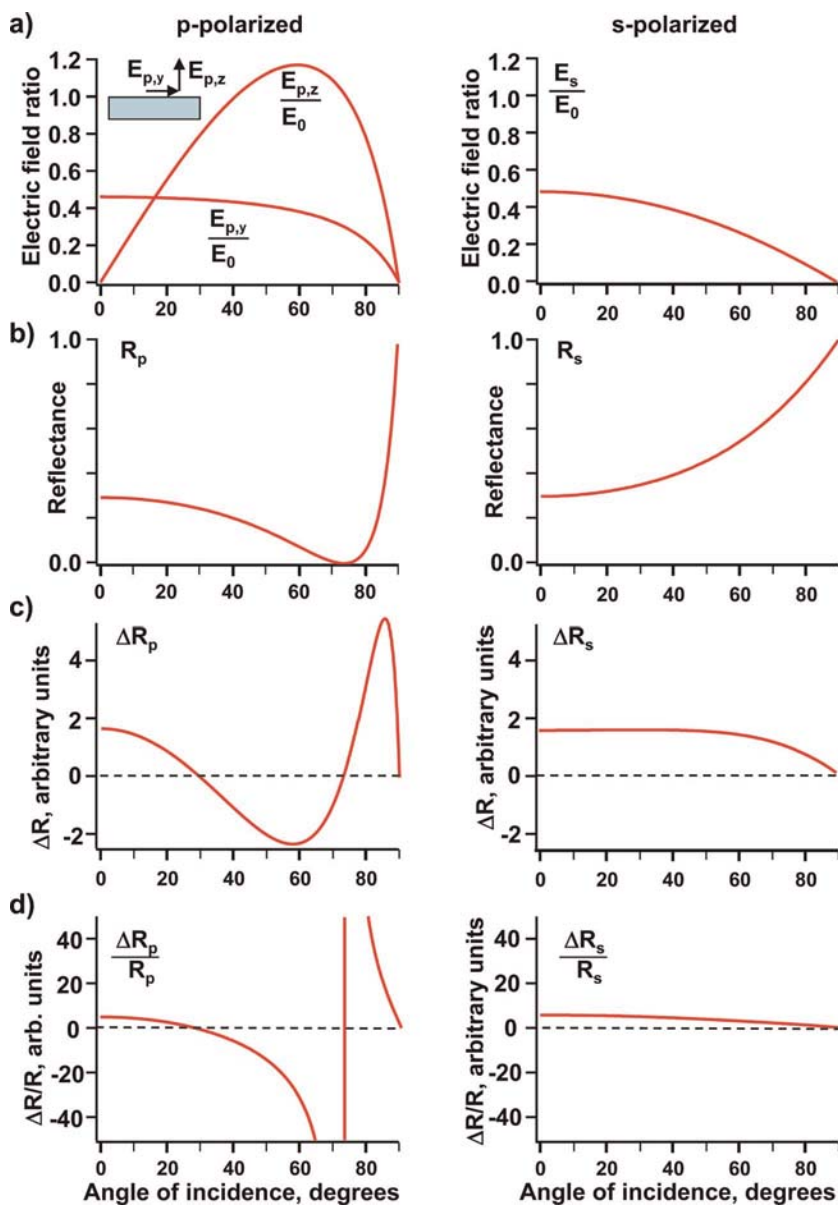 p-polarized
s-polarized
a)
Electric field ratio
1.2
1.0
0.8
0.6
0.4
0.2
0.0
E_p,y
E_p,z
E_p,z
E_0
E_p,y
E_0
0 20 40 60 80
Electric field ratio
1.2
1.0
0.8
0.6
0.4
0.2
0.0
E_s
E_0
0 20 40 60 80
b)
Reflectance
1.0
0.0
R_p
0 20 40 60 80
Reflectance
1.0
0.0
R_s
0 20 40 60 80
c)
ΔR, arbitrary units
4
2
0
-2
ΔR_p
0 20 40 60 80
ΔR, arbitrary units
4
2
0
-2
ΔR_s
0 20 40 60 80
d)
ΔR/R, arb. units
40
20
0
-20
-40
ΔR_p
R_p
0 20 40 60 80
Angle of incidence, degrees
ΔR/R, arbitrary units
40
20
0
-20
-40
ΔR_s
R_s
0 20 40 60 80
Angle of incidence, degrees